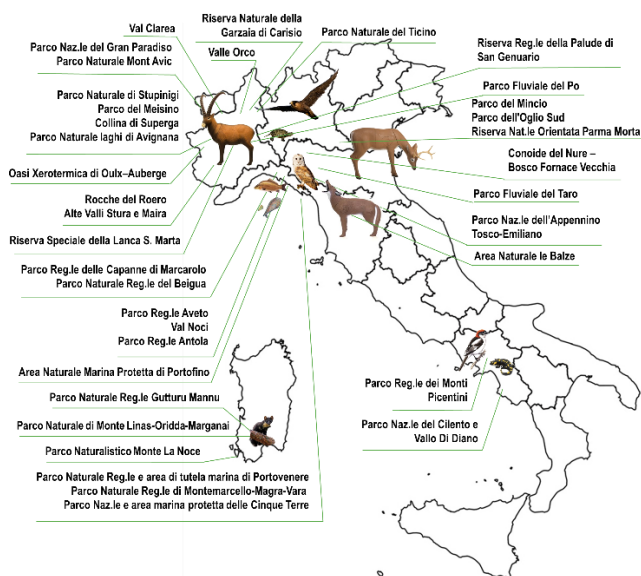 Val Clarea
Parco Naz.le del Gran Paradiso
Parco Naturale Mont Avic
Parco Naturale di Stupinigi
Parco del Meisino
Collina di Superga
Parco Naturale laghi di Avignana
Oasi Xerotermica di Oulx–Auberge
Rocche del Roero
Alte Valli Stura e Maira
Riserva Speciale della Lanca S. Marta
Parco Reg.le delle Capanne di Marcarolo
Parco Naturale Reg.le del Beigua
Parco Reg.le Aveto
Val Noci
Parco Reg.le Antola
Area Naturale Marina Protetta di Portofino
Parco Naturale Reg.le Gutturu Mannu
Parco Naturale di Monte Linas-Oridda-Marganai
Parco Naturalistico Monte La Noce
Parco Naturale Reg.le e area di tutela marina di Portovenere
Parco Naturale Reg.le di Montemarcello-Magra-Vara
Parco Naz.le e area marina protetta delle Cinque Terre
Riserva Naturale della
Garzaia di Carisio
Valle Orco
Parco Naturale del Ticino
Riserva Reg.le della Palude di
San Genuario
Parco Fluviale del Po
Parco del Mincio
Parco dell'Oglio Sud
Riserva Nat.le Orientata Parma Morta
Conoide del Nure –
Bosco Fornace Vecchia
Parco Fluviale del Taro
Parco Naz.le dell'Appennino
Tosco-Emiliano
Area Naturale le Balze
Parco Reg.le dei Monti
Picentini
Parco Naz.le del Cilento e
Vallo Di Diano